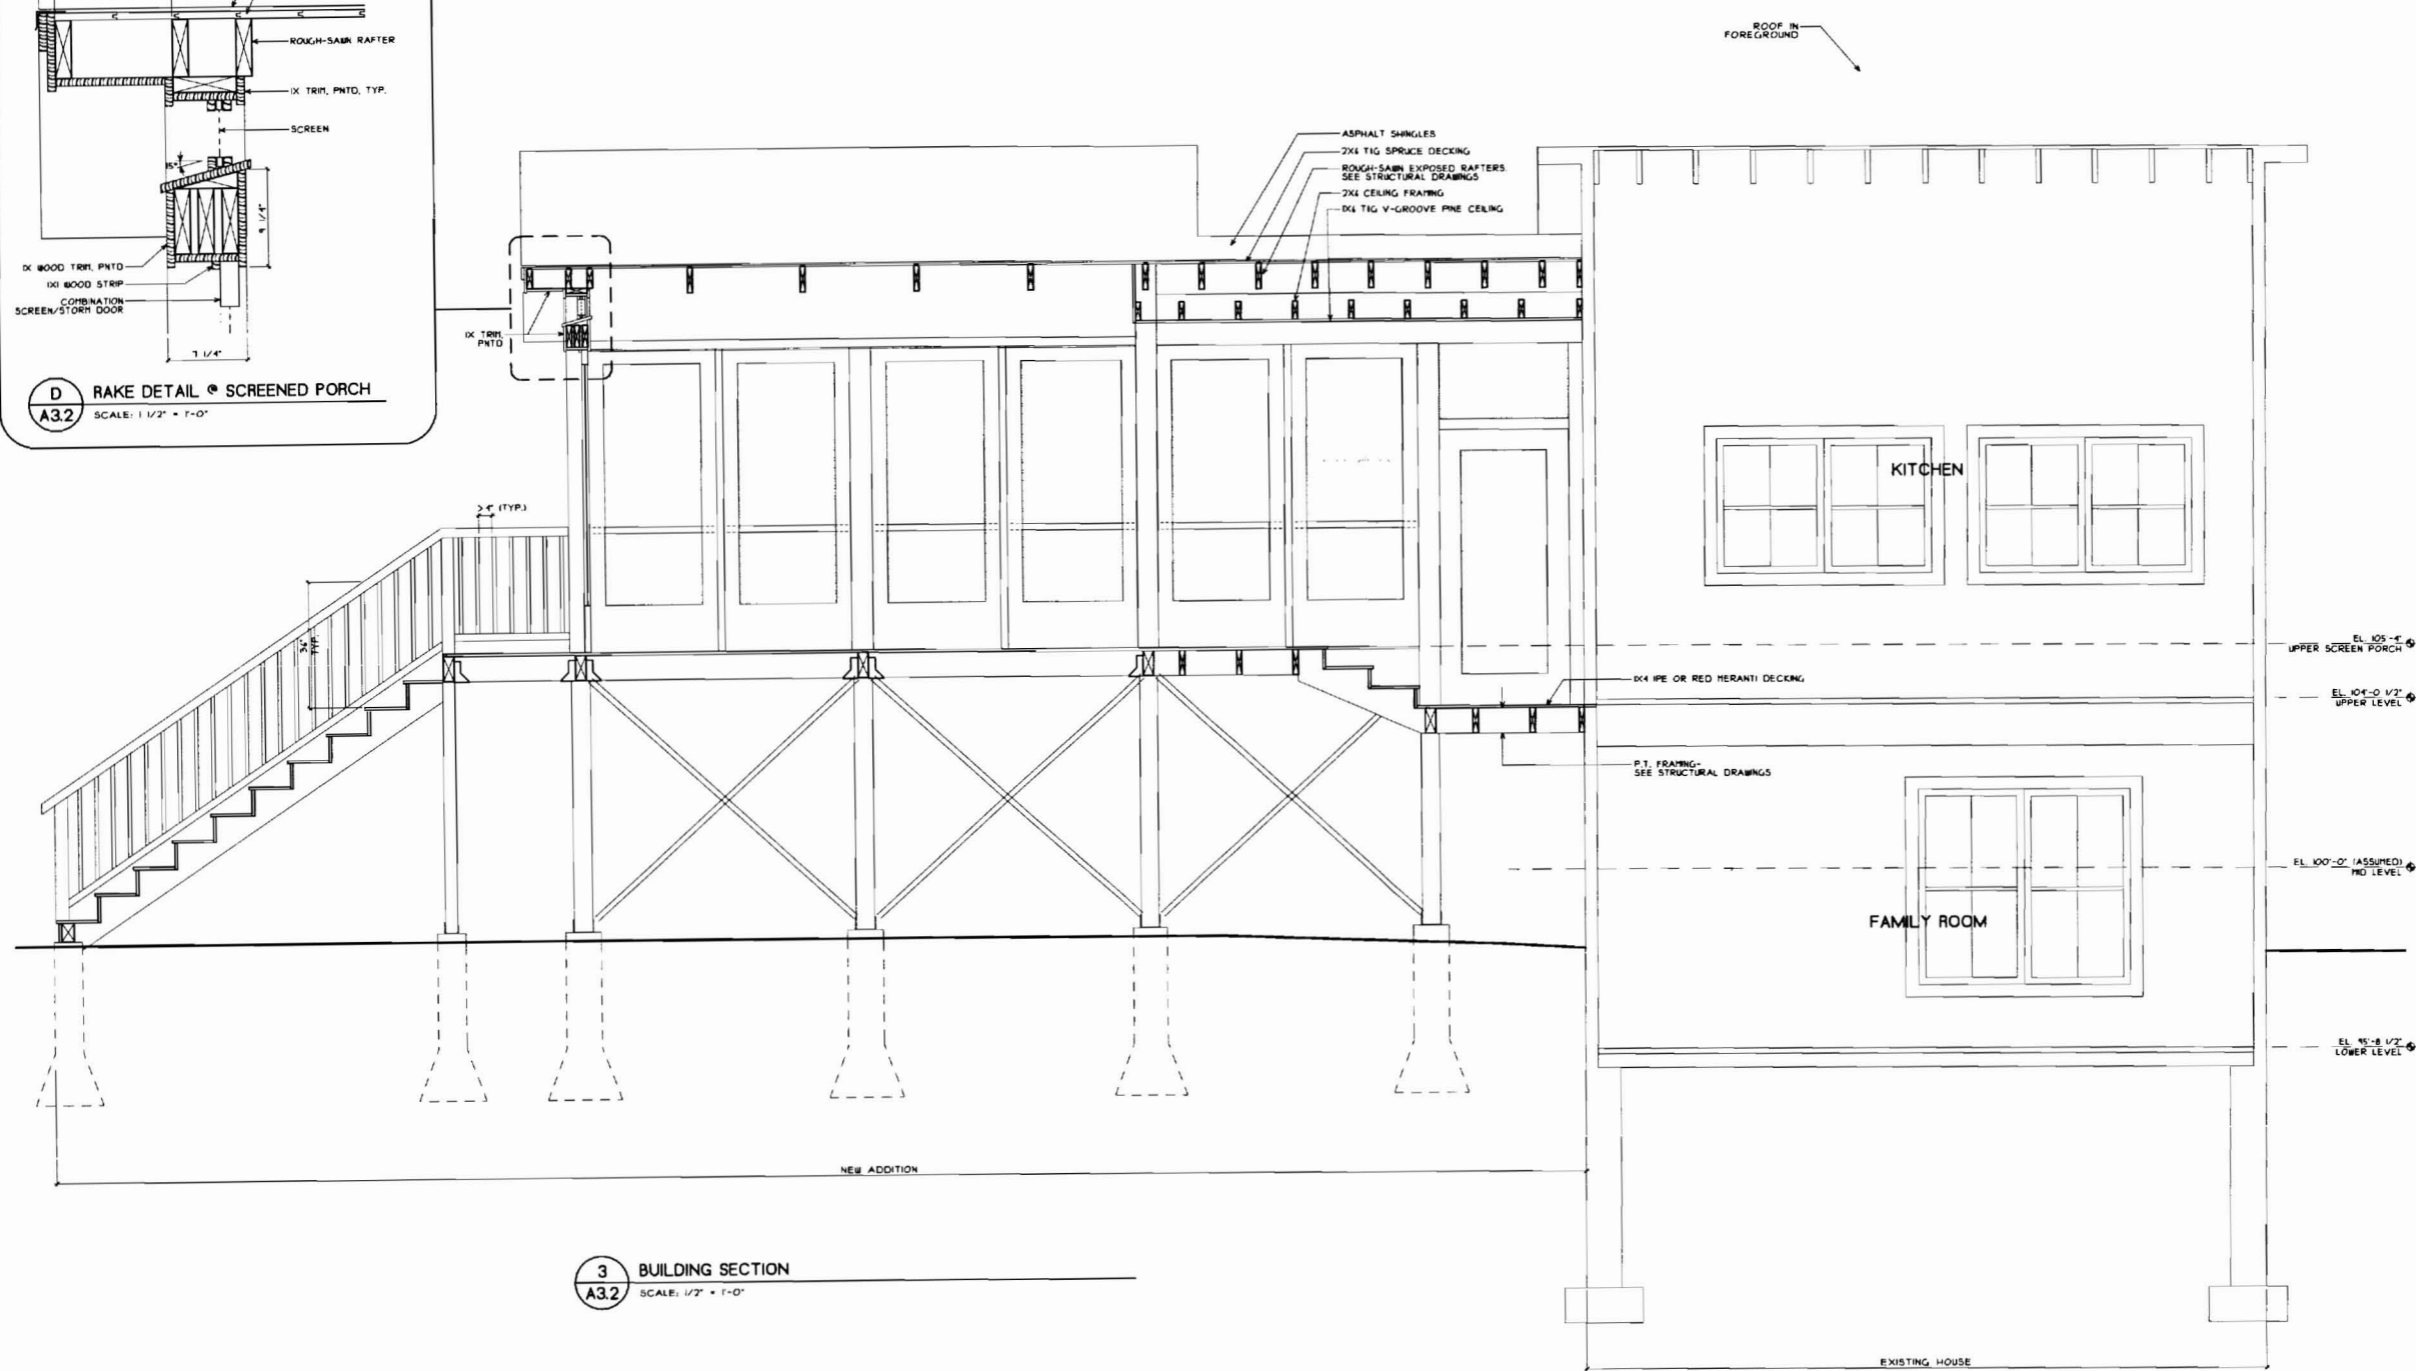 ROUGH-SAWN RAFTER
1X TRIM, PNTD, TYP.
SCREEN
15°
9 1/4"
1X WOOD TRIM, PNTD
1X1 WOOD STRIP
COMBINATION
SCREEN/STORM DOOR
7 1/4"
D
A3.2
RAKE DETAIL @ SCREENED PORCH
SCALE: 1 1/2" = 1'-0"
ROOF IN
FOREGROUND
ASPHALT SHINGLES
2X6 T&G SPRUCE DECKING
ROUGH-SAWN EXPOSED RAFTERS
SEE STRUCTURAL DRAWINGS
2X6 CEILING FRAMING
1X6 T&G V-GROOVE PINE CEILING
1X TRIM,
PNTD
KITCHEN
> 4" (TYP.)
36"
TYP.
EL. 105'-4"
UPPER SCREEN PORCH
1X4 IPE OR RED MERANTI DECKING
EL. 104'-0 1/2"
UPPER LEVEL
P.T. FRAMING-
SEE STRUCTURAL DRAWINGS
EL. 100'-0" (ASSUMED)
MID LEVEL
FAMILY ROOM
EL. 95'-8 1/2"
LOWER LEVEL
NEW ADDITION
3
A3.2
BUILDING SECTION
SCALE: 1/2" = 1'-0"
EXISTING HOUSE